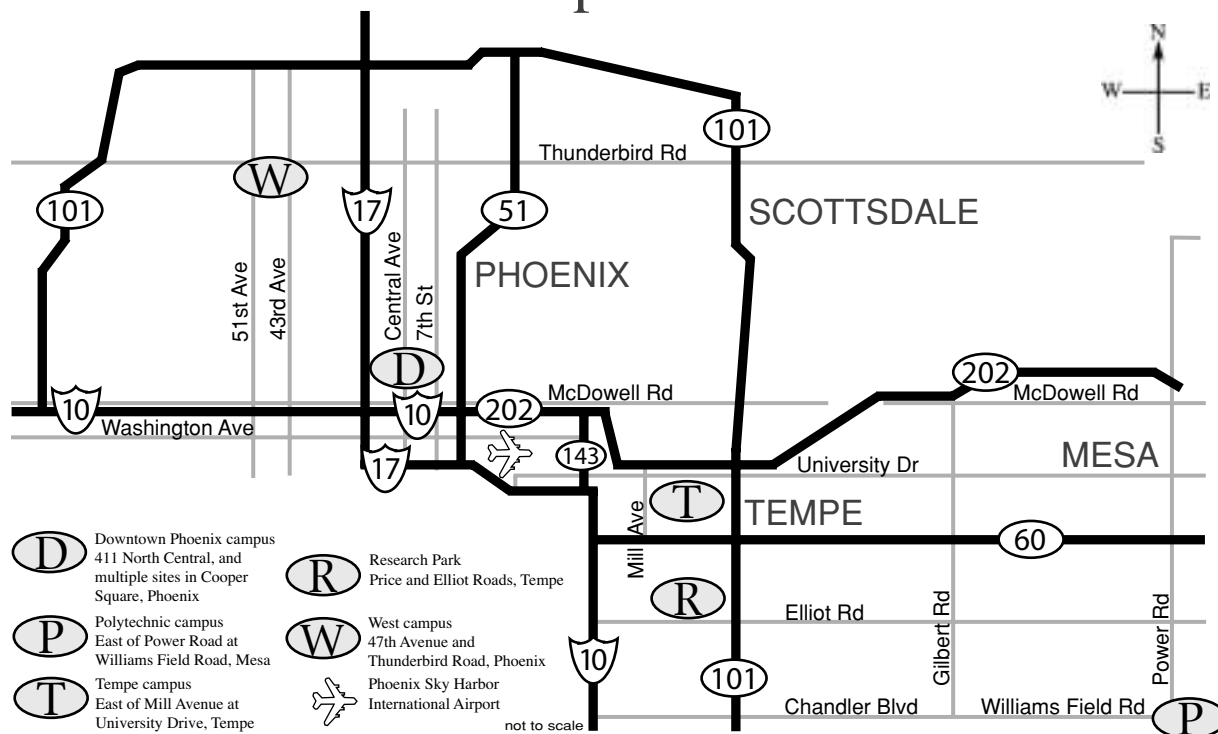 N
W
E
S
101
Thunderbird Rd
W
101
17
51
SCOTTSDALE
51st Ave
43rd Ave
Central Ave
7th St
PHOENIX
D
10
10
202
McDowell Rd
202
McDowell Rd
Washington Ave
17
143
University Dr
MESA
T
TEMPE
Mill Ave
60
R
Elliot Rd
Gilbert Rd
Power Rd
10
101
Chandler Blvd
Williams Field Rd
P
not to scale
D
Downtown Phoenix campus
411 North Central, and
multiple sites in Cooper
Square, Phoenix
P
Polytechnic campus
East of Power Road at
Williams Field Road, Mesa
T
Tempe campus
East of Mill Avenue at
University Drive, Tempe
R
Research Park
Price and Elliot Roads, Tempe
W
West campus
47th Avenue and
Thunderbird Road, Phoenix
Phoenix Sky Harbor
International Airport